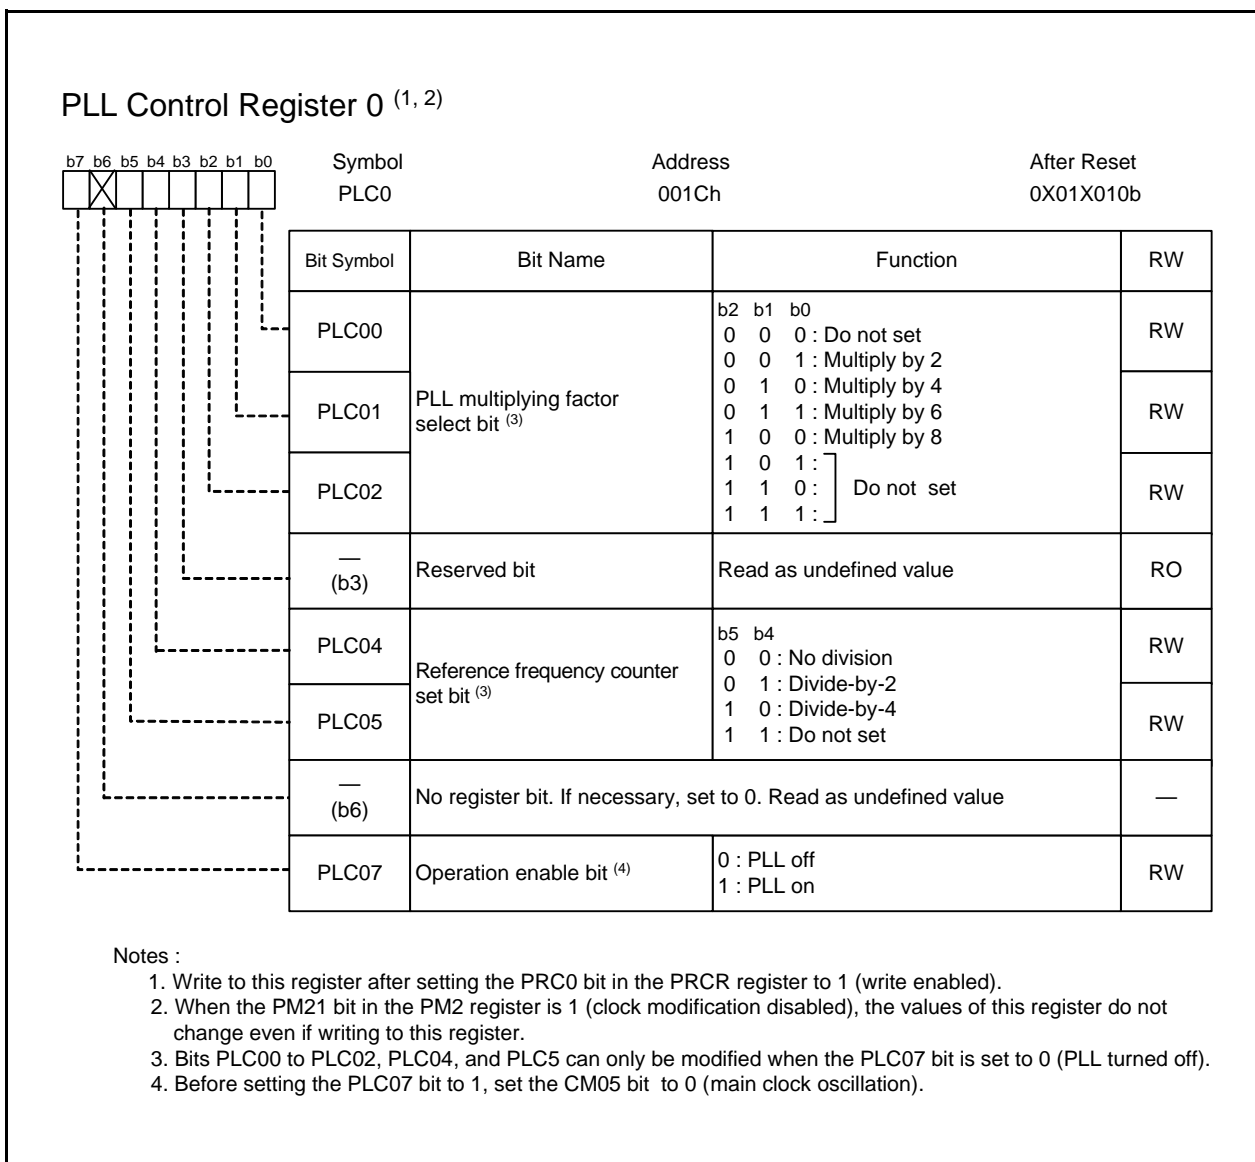 PLL Control Register 0 (1, 2)
b7 b6 b5 b4 b3 b2 b1 b0
Symbol Address After Reset
PLC0 001Ch 0X01X010b
Bit Symbol Bit Name Function RW
PLC00 RW
PLC01 RW
PLC02 RW
PLL multiplying factor
select bit (3)
b2 b1 b0
0 0 0 : Do not set
0 0 1 : Multiply by 2
0 1 0 : Multiply by 4
0 1 1 : Multiply by 6
1 0 0 : Multiply by 8
1 0 1 :
1 1 0 : Do not set
1 1 1 :
—
(b3)
Reserved bit Read as undefined value RO
PLC04 RW
PLC05 RW
Reference frequency counter
set bit (3)
b5 b4
0 0 : No division
0 1 : Divide-by-2
1 0 : Divide-by-4
1 1 : Do not set
—
(b6)
No register bit. If necessary, set to 0. Read as undefined value —
PLC07 Operation enable bit (4)
0 : PLL off
1 : PLL on
RW
Notes :
1. Write to this register after setting the PRC0 bit in the PRCR register to 1 (write enabled).
2. When the PM21 bit in the PM2 register is 1 (clock modification disabled), the values of this register do not
change even if writing to this register.
3. Bits PLC00 to PLC02, PLC04, and PLC5 can only be modified when the PLC07 bit is set to 0 (PLL turned off).
4. Before setting the PLC07 bit to 1, set the CM05 bit to 0 (main clock oscillation).